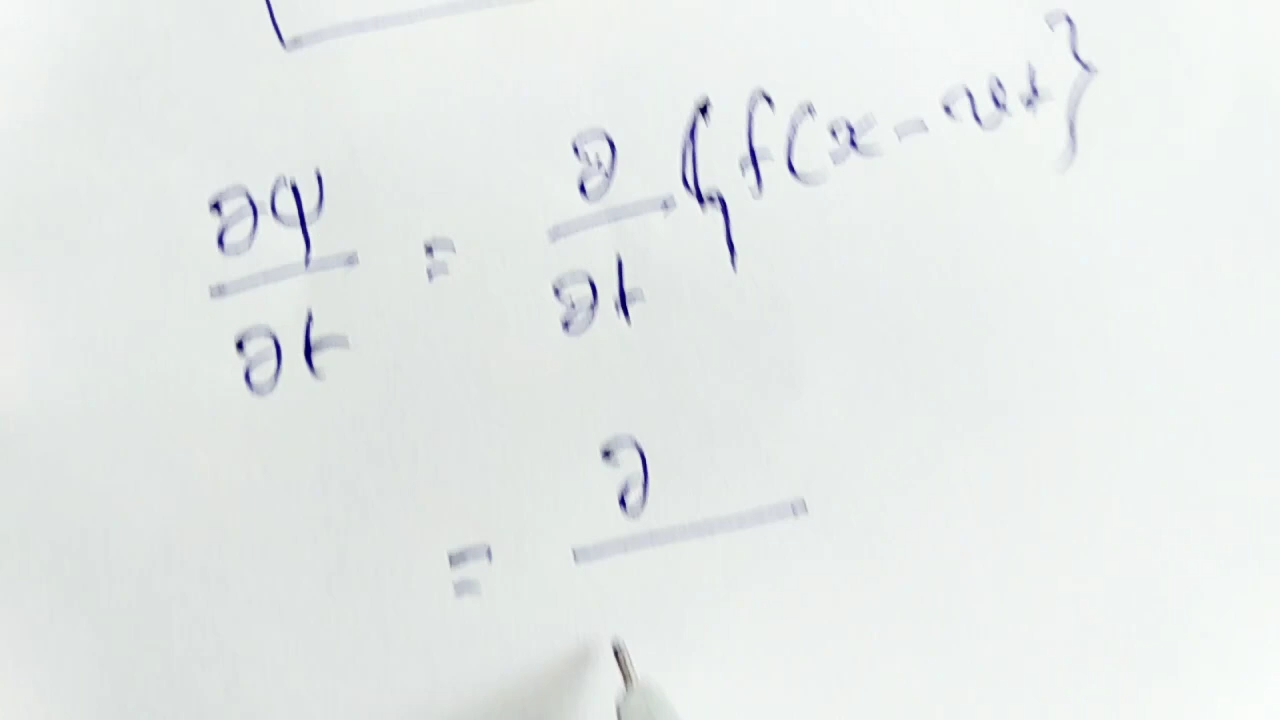 ∂ψ/∂t = ∂/∂t {f(x - vt}
= ∂